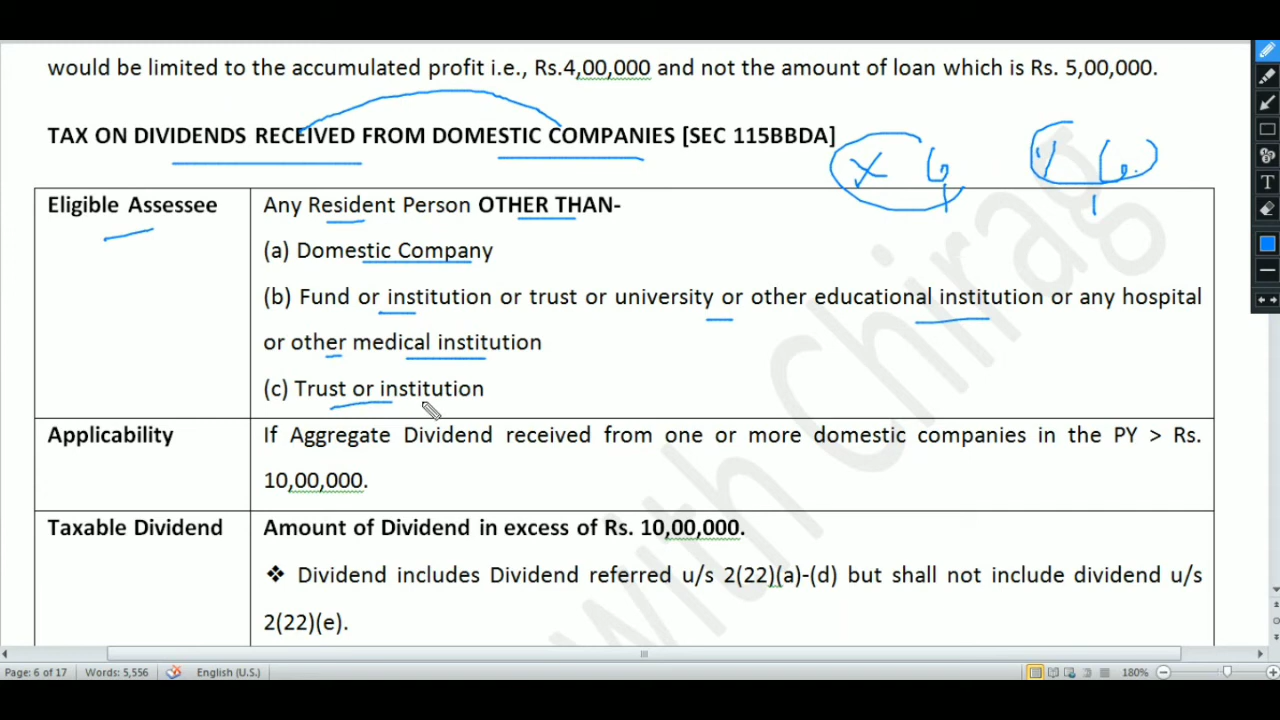 would be limited to the accumulated profit i.e., Rs.4,00,000 and not the amount of loan which is Rs. 5,00,000.
TAX ON DIVIDENDS RECEIVED FROM DOMESTIC COMPANIES [SEC 115BBDA]
X 6
Y 6
Eligible Assessee
Any Resident Person OTHER THAN-
(a) Domestic Company
(b) Fund or institution or trust or university or other educational institution or any hospital
or other medical institution
(c) Trust or institution
Applicability
If Aggregate Dividend received from one or more domestic companies in the PY > Rs.
10,00,000.
Taxable Dividend
Amount of Dividend in excess of Rs. 10,00,000.
❖ Dividend includes Dividend referred u/s 2(22)(a)-(d) but shall not include dividend u/s
2(22)(e).
with Chirag
Page: 6 of 17 Words: 5,556 English (U.S.) 180%